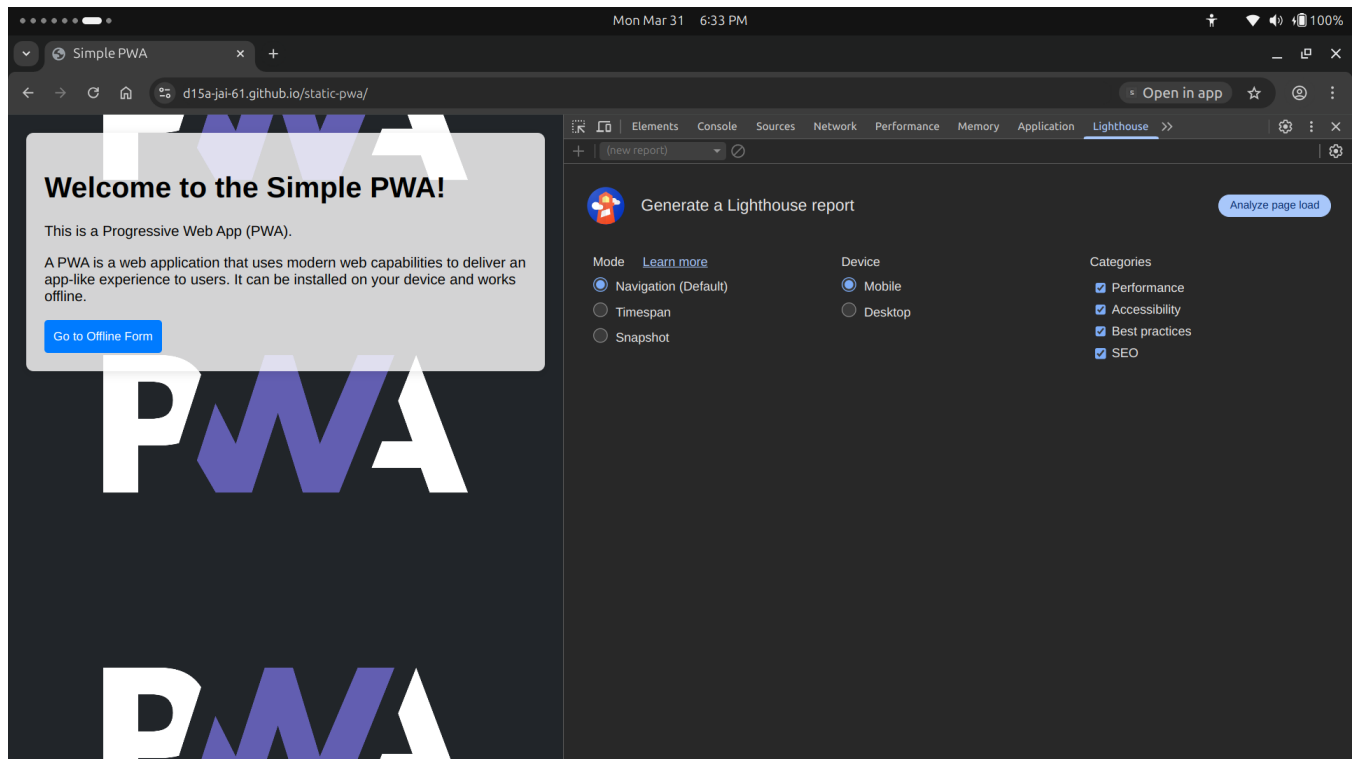 Mon Mar 31 6:33 PM
100%
Simple PWA
d15a-jai-61.github.io/static-pwa/
Open in app
PWA
Welcome to the Simple PWA!
This is a Progressive Web App (PWA).
A PWA is a web application that uses modern web capabilities to deliver an
app-like experience to users. It can be installed on your device and works
offline.
Go to Offline Form
PWA
PWA
Elements Console Sources Network Performance Memory Application Lighthouse
(new report)
Generate a Lighthouse report
Analyze page load
Mode Learn more
Navigation (Default)
Timespan
Snapshot
Device
Mobile
Desktop
Categories
Performance
Accessibility
Best practices
SEO